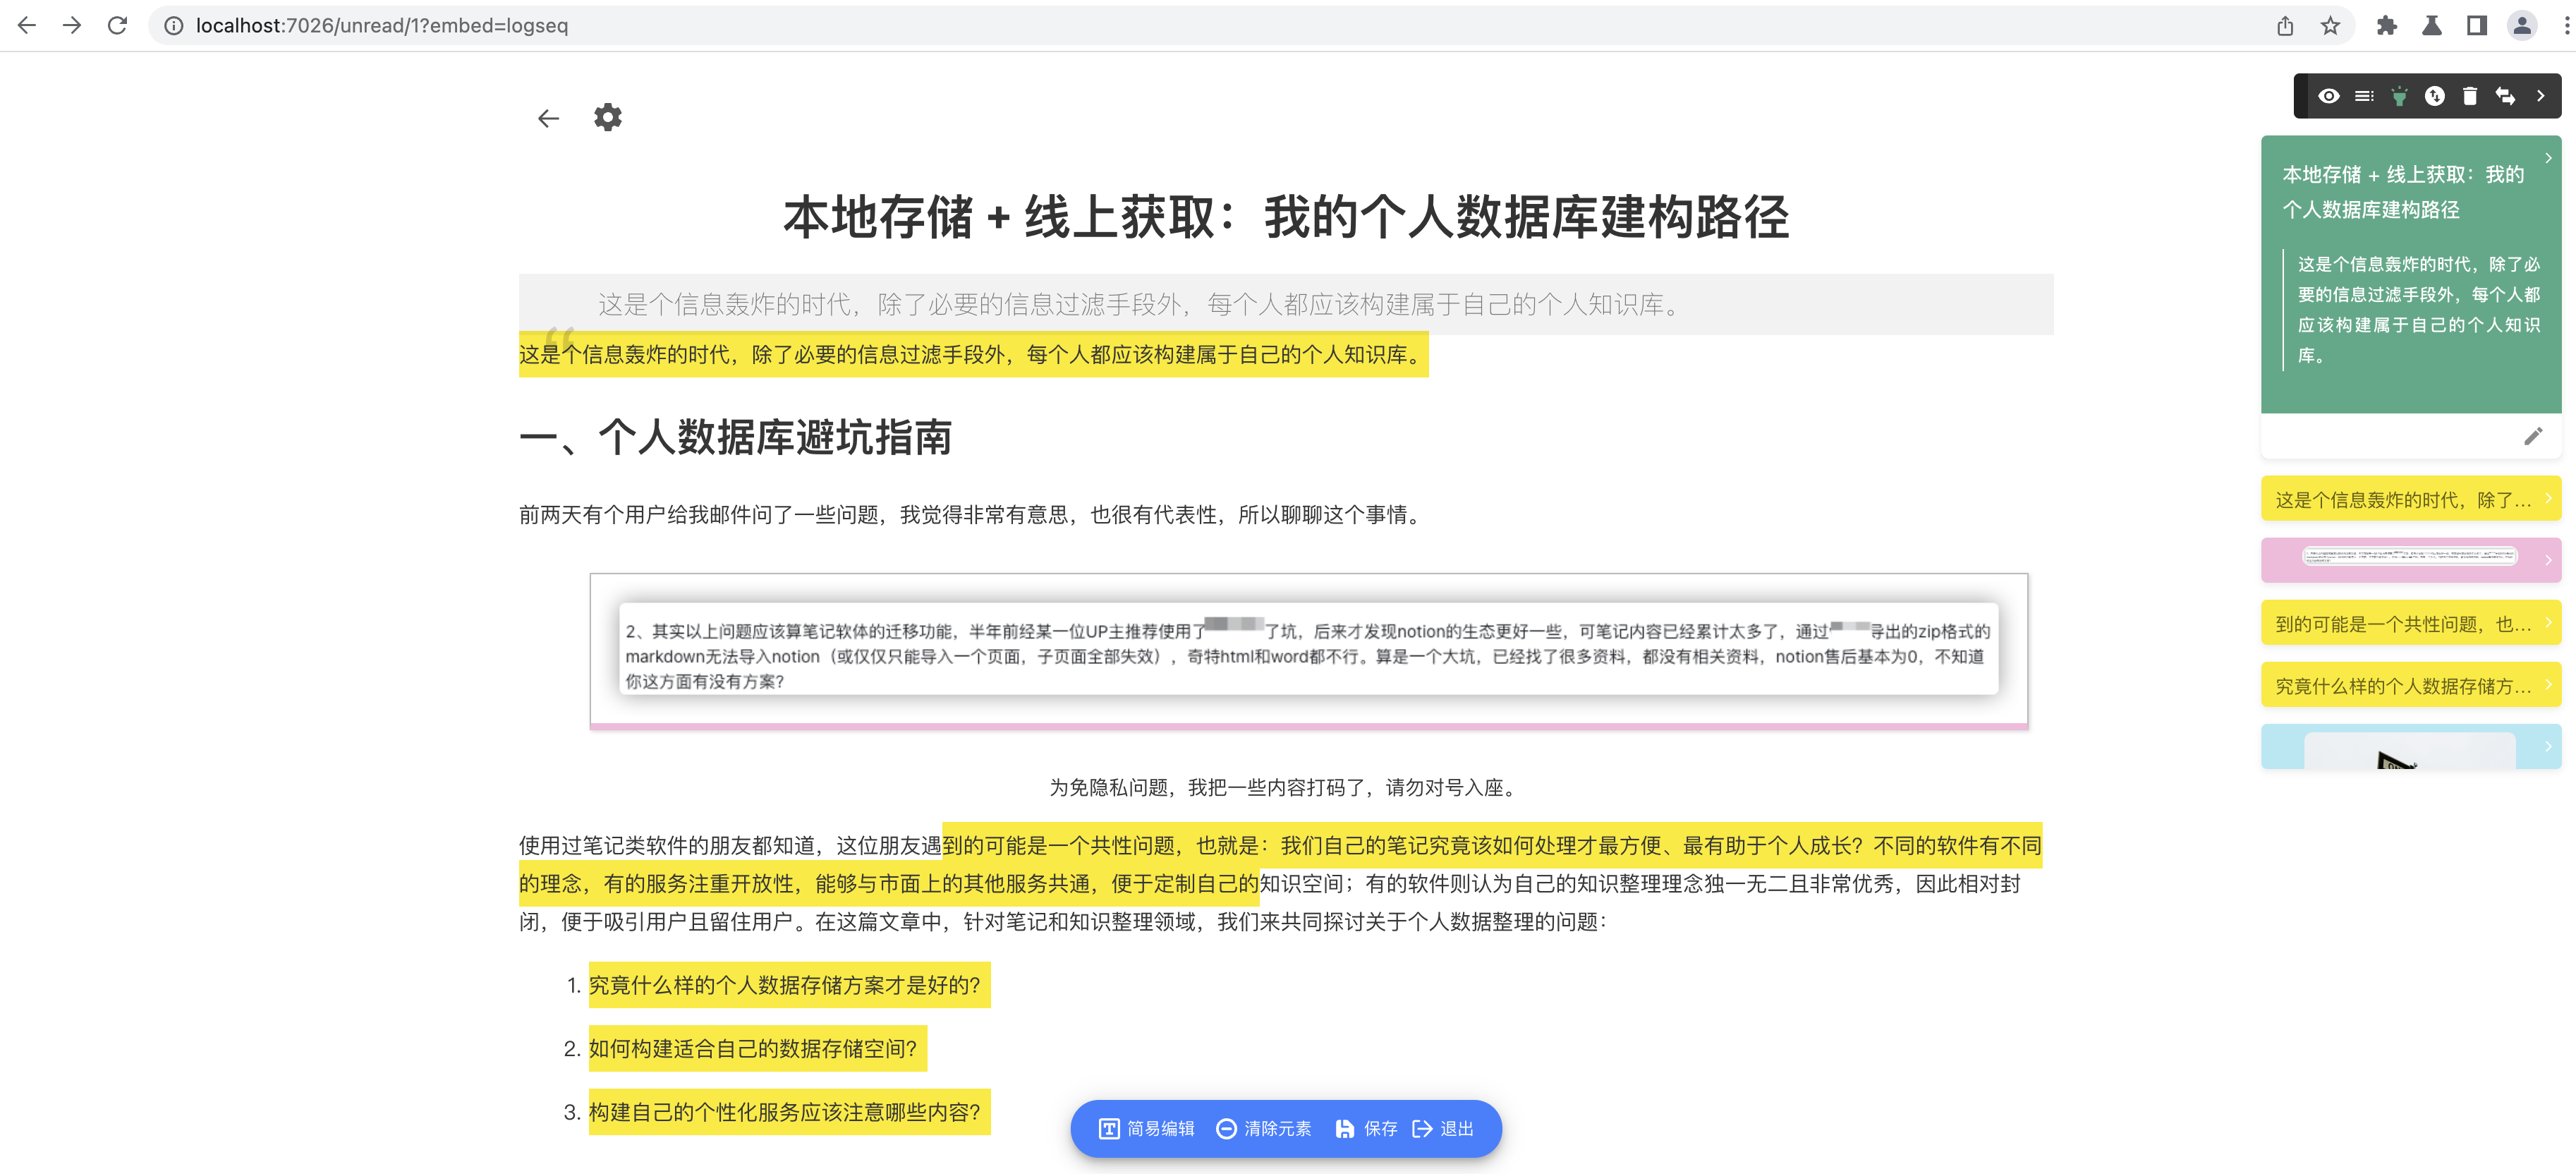 localhost:7026/unread/1?embed=logseq
本地存储 + 线上获取：我的个人数据库建构路径
这是个信息轰炸的时代，除了必要的信息过滤手段外，每个人都应该构建属于自己的个人知识库。
这是个信息轰炸的时代，除了必要的信息过滤手段外，每个人都应该构建属于自己的个人知识库。
一、个人数据库避坑指南
前两天有个用户给我邮件问了一些问题，我觉得非常有意思，也很有代表性，所以聊聊这个事情。
2、其实以上问题应该算笔记软体的迁移功能，半年前经某一位UP主推荐使用了 了坑，后来才发现notion的生态更好一些，可笔记内容已经累计太多了，通过 导出的zip格式的
markdown无法导入notion（或仅仅只能导入一个页面，子页面全部失效），奇特html和word都不行。算是一个大坑，已经找了很多资料，都没有相关资料，notion售后基本为0，不知道
你这方面有没有方案?
为免隐私问题，我把一些内容打码了，请勿对号入座。
使用过笔记类软件的朋友都知道，这位朋友遇到的可能是一个共性问题，也就是：我们自己的笔记究竟该如何处理才最方便、最有助于个人成长？不同的软件有不同
的理念，有的服务注重开放性，能够与市面上的其他服务共通，便于定制自己的知识空间；有的软件则认为自己的知识整理理念独一无二且非常优秀，因此相对封
闭，便于吸引用户且留住用户。在这篇文章中，针对笔记和知识整理领域，我们来共同探讨关于个人数据整理的问题：
1. 究竟什么样的个人数据存储方案才是好的？
2. 如何构建适合自己的数据存储空间？
3. 构建自己的个性化服务应该注意哪些内容？
简易编辑 清除元素 保存 退出
本地存储 + 线上获取：我的
个人数据库建构路径
这是个信息轰炸的时代，除了必
要的信息过滤手段外，每个人都
应该构建属于自己的个人知识
库。
这是个信息轰炸的时代，除了...
到的可能是一个共性问题，也...
究竟什么样的个人数据存储方...